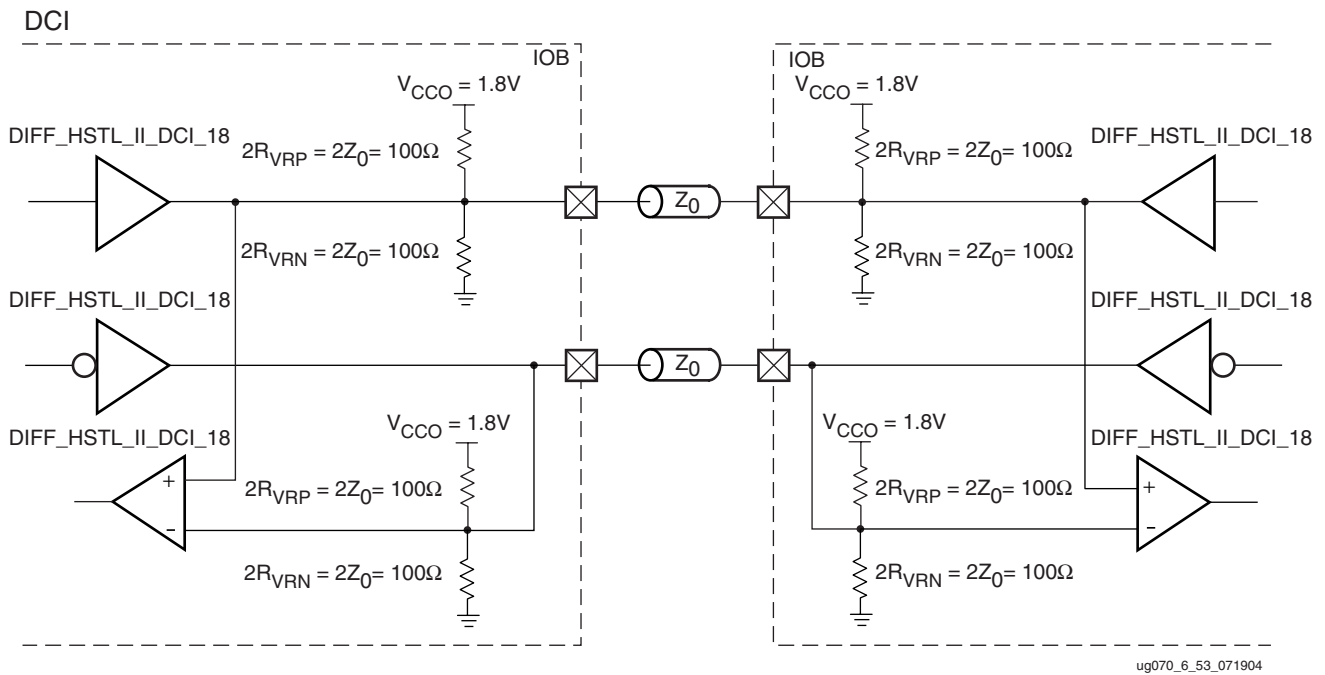 DCI
IOB
IOB
V_CCO = 1.8V
V_CCO = 1.8V
DIFF_HSTL_II_DCI_18
DIFF_HSTL_II_DCI_18
2R_VRP = 2Z_0= 100Ω
2R_VRP = 2Z_0= 100Ω
Z_0
2R_VRN = 2Z_0= 100Ω
2R_VRN = 2Z_0= 100Ω
DIFF_HSTL_II_DCI_18
DIFF_HSTL_II_DCI_18
Z_0
V_CCO = 1.8V
V_CCO = 1.8V
DIFF_HSTL_II_DCI_18
DIFF_HSTL_II_DCI_18
+
+
2R_VRP = 2Z_0= 100Ω
2R_VRP = 2Z_0= 100Ω
–
–
2R_VRN = 2Z_0= 100Ω
2R_VRN = 2Z_0= 100Ω
ug070_6_53_071904